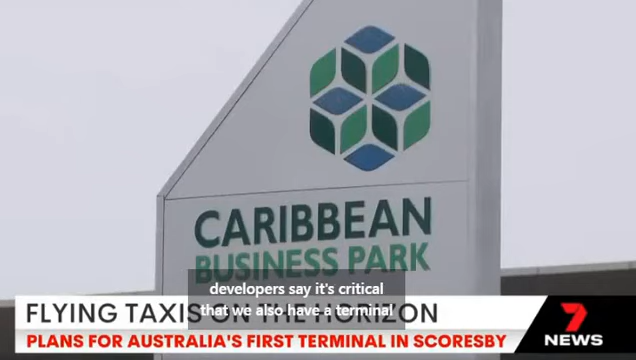 CARIBBEAN
BUSINESS PARK
developers say it's critical
that we also have a terminal
FLYING TAXIS ON THE HORIZON
PLANS FOR AUSTRALIA'S FIRST TERMINAL IN SCORESBY
7
NEWS